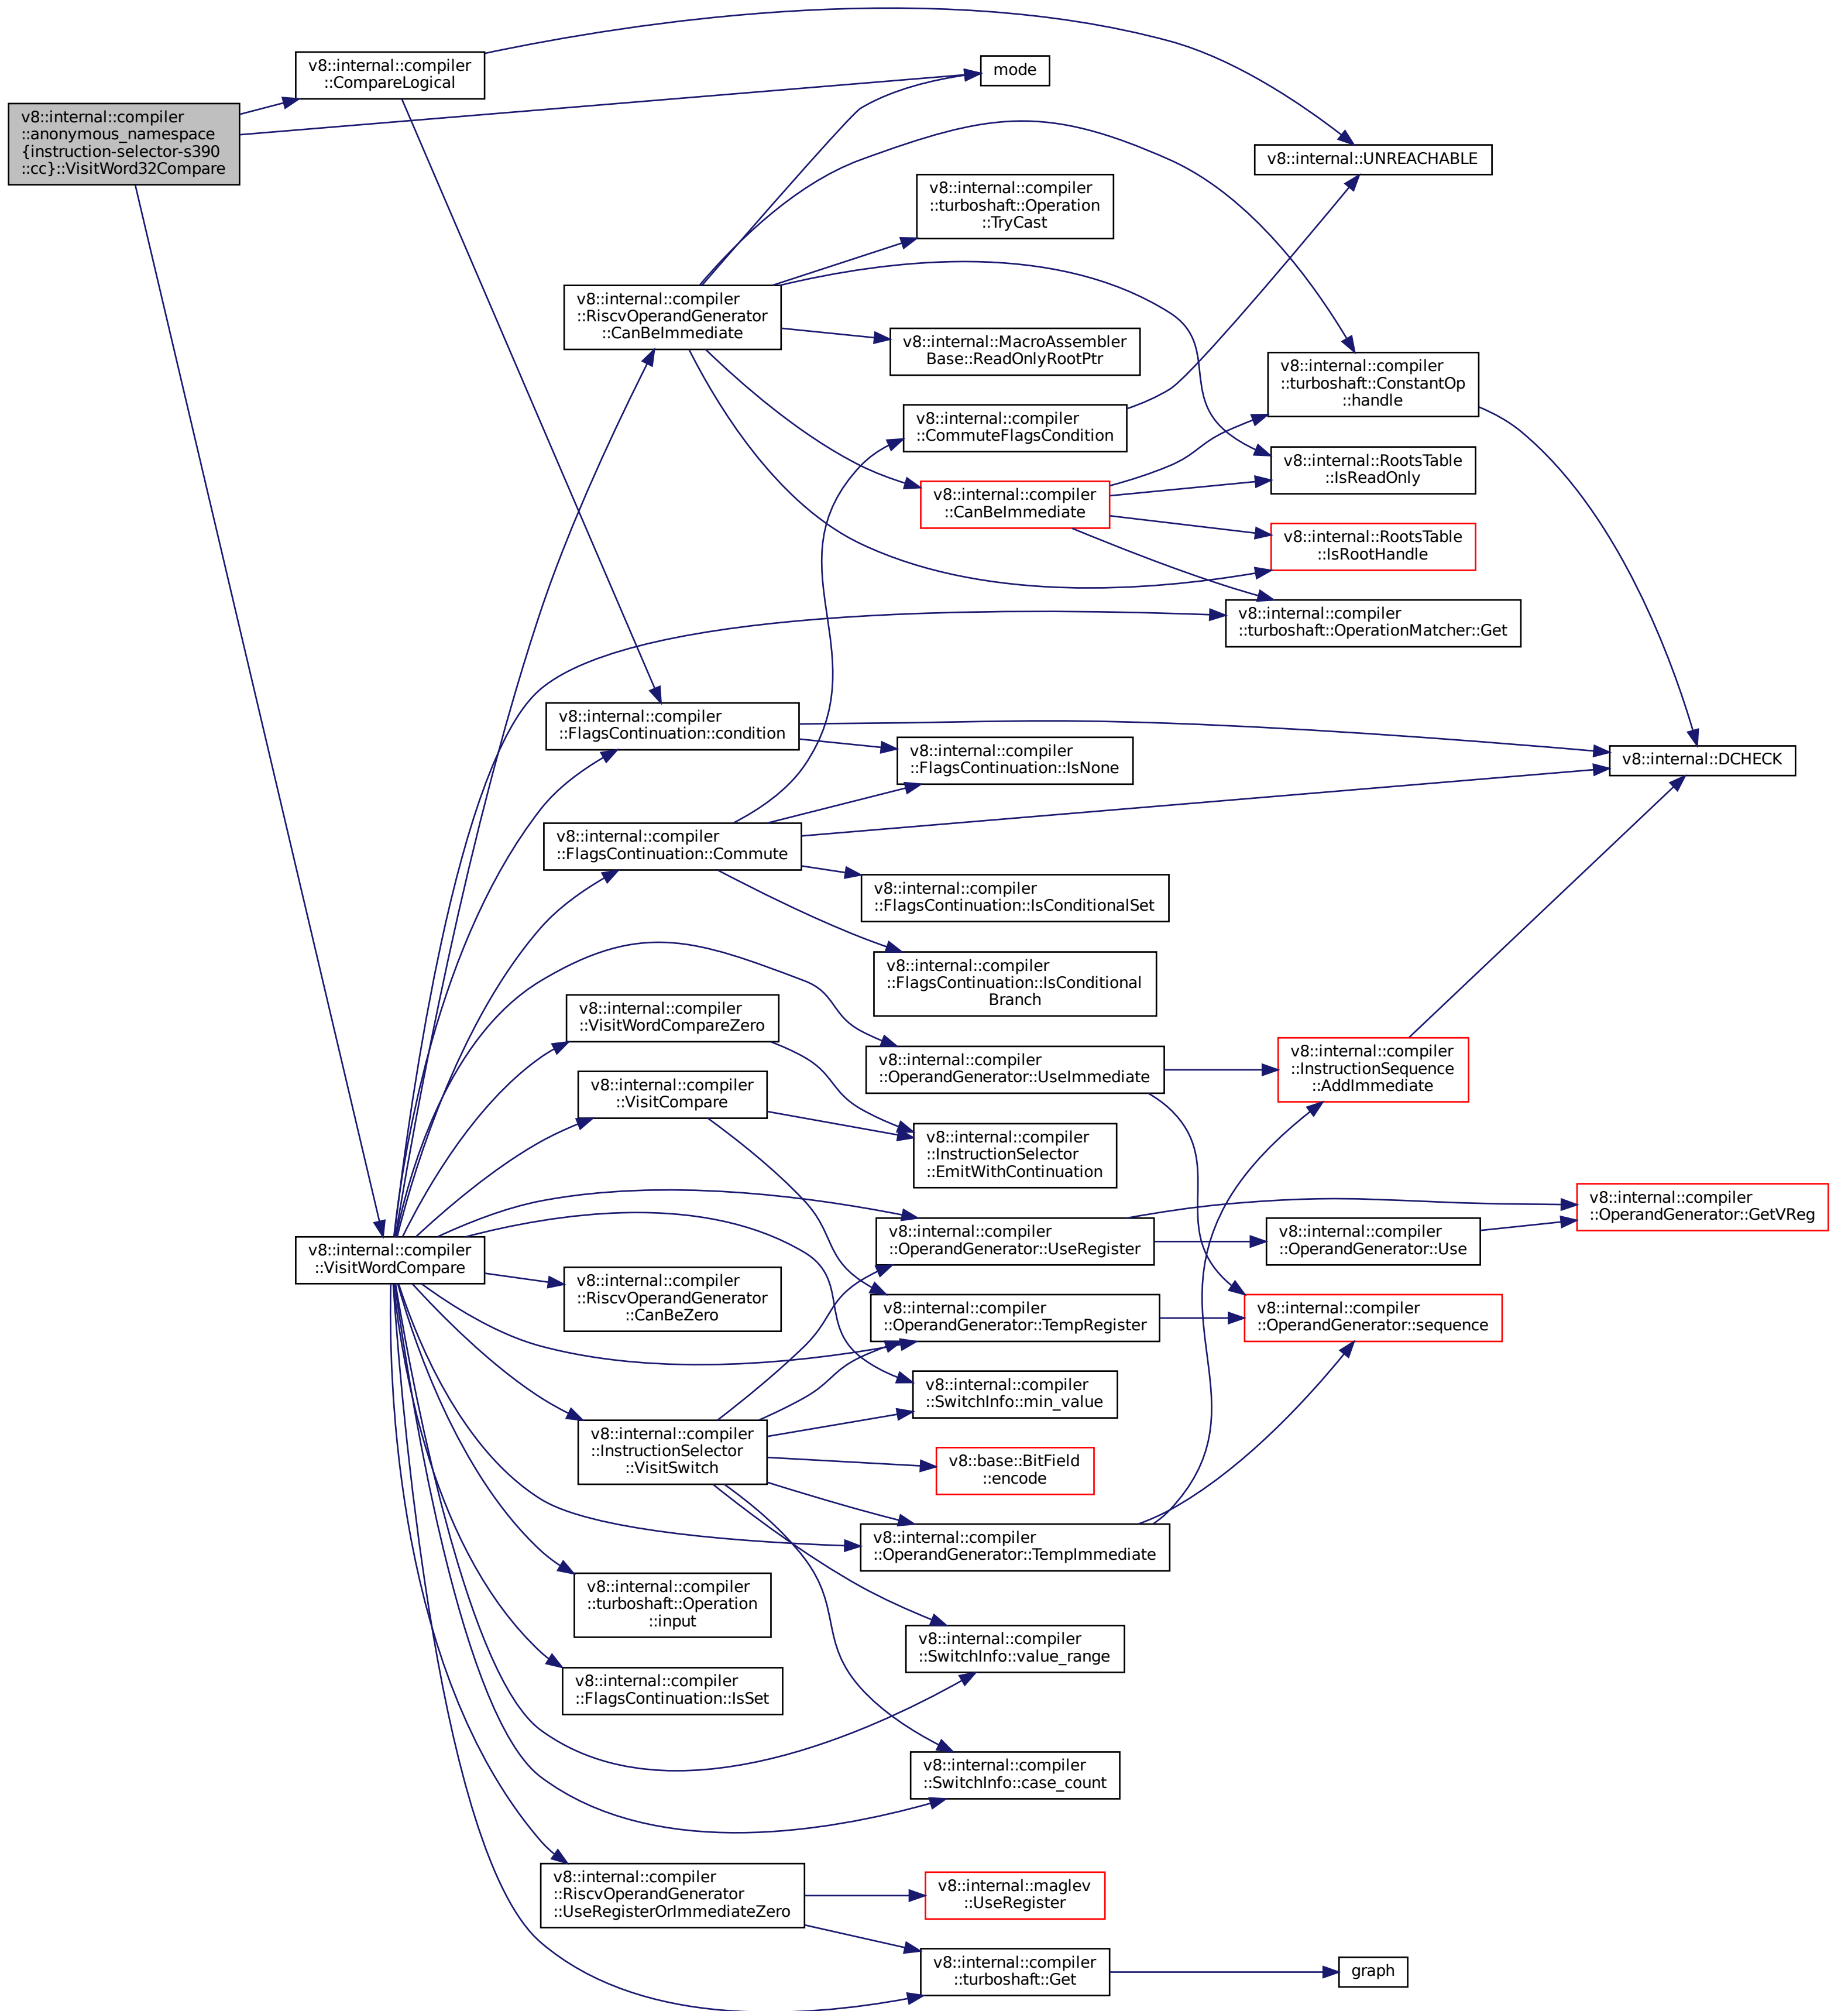 v8::internal::compiler
::anonymous_namespace
{instruction-selector-s390
::cc}::VisitWord32Compare
v8::internal::compiler
::CompareLogical
mode
v8::internal::UNREACHABLE
v8::internal::compiler
::turboshaft::Operation
::TryCast
v8::internal::compiler
::RiscvOperandGenerator
::CanBeImmediate
v8::internal::MacroAssembler
Base::ReadOnlyRootPtr
v8::internal::compiler
::turboshaft::ConstantOp
::handle
v8::internal::compiler
::CommuteFlagsCondition
v8::internal::RootsTable
::IsReadOnly
v8::internal::compiler
::CanBeImmediate
v8::internal::RootsTable
::IsRootHandle
v8::internal::compiler
::turboshaft::OperationMatcher::Get
v8::internal::compiler
::FlagsContinuation::condition
v8::internal::compiler
::FlagsContinuation::IsNone
v8::internal::DCHECK
v8::internal::compiler
::FlagsContinuation::Commute
v8::internal::compiler
::FlagsContinuation::IsConditionalSet
v8::internal::compiler
::FlagsContinuation::IsConditional
Branch
v8::internal::compiler
::VisitWordCompareZero
v8::internal::compiler
::OperandGenerator::UseImmediate
v8::internal::compiler
::InstructionSequence
::AddImmediate
v8::internal::compiler
::VisitCompare
v8::internal::compiler
::InstructionSelector
::EmitWithContinuation
v8::internal::compiler
::OperandGenerator::GetVReg
v8::internal::compiler
::OperandGenerator::UseRegister
v8::internal::compiler
::OperandGenerator::Use
v8::internal::compiler
::VisitWordCompare
v8::internal::compiler
::RiscvOperandGenerator
::CanBeZero
v8::internal::compiler
::OperandGenerator::TempRegister
v8::internal::compiler
::OperandGenerator::sequence
v8::internal::compiler
::SwitchInfo::min_value
v8::internal::compiler
::InstructionSelector
::VisitSwitch
v8::base::BitField
::encode
v8::internal::compiler
::OperandGenerator::TempImmediate
v8::internal::compiler
::turboshaft::Operation
::input
v8::internal::compiler
::SwitchInfo::value_range
v8::internal::compiler
::FlagsContinuation::IsSet
v8::internal::compiler
::SwitchInfo::case_count
v8::internal::compiler
::RiscvOperandGenerator
::UseRegisterOrImmediateZero
v8::internal::maglev
::UseRegister
v8::internal::compiler
::turboshaft::Get
graph